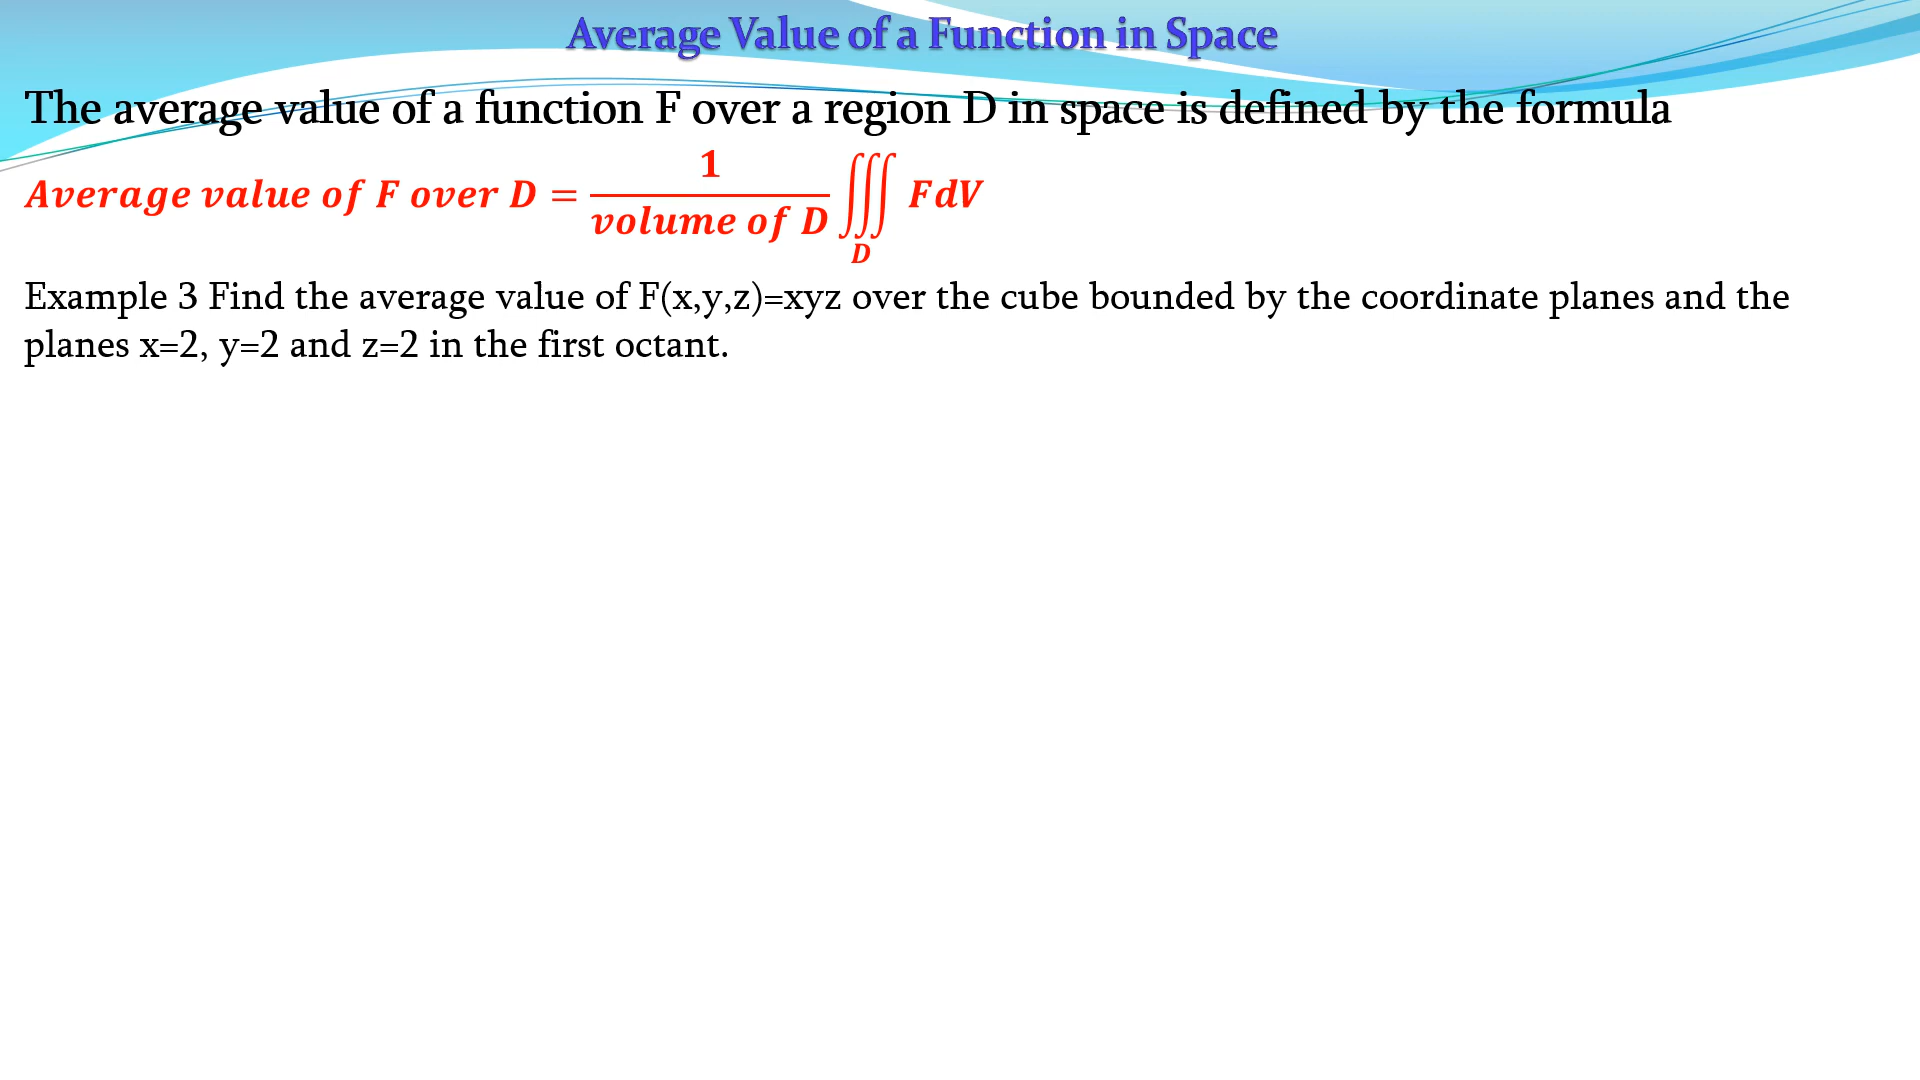 Average Value of a Function in Space
The average value of a function F over a region D in space is defined by the formula
Average value of F over D = \frac{1}{volume of D} \iiint_D FdV
Example 3 Find the average value of F(x,y,z)=xyz over the cube bounded by the coordinate planes and the
planes x=2, y=2 and z=2 in the first octant.